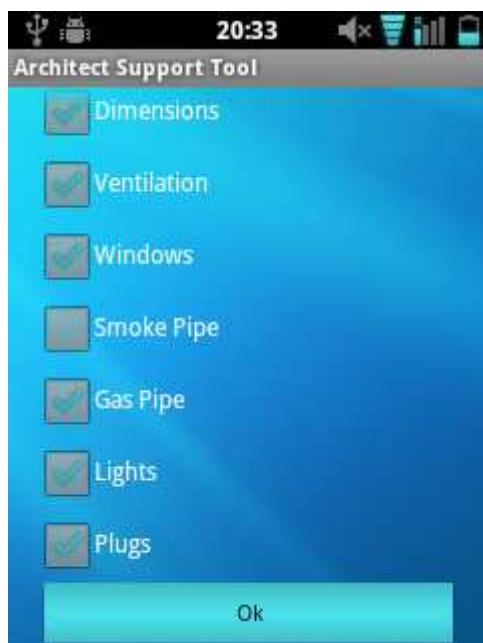 20:33
Architect Support Tool
Dimensions
Ventilation
Windows
Smoke Pipe
Gas Pipe
Lights
Plugs
Ok